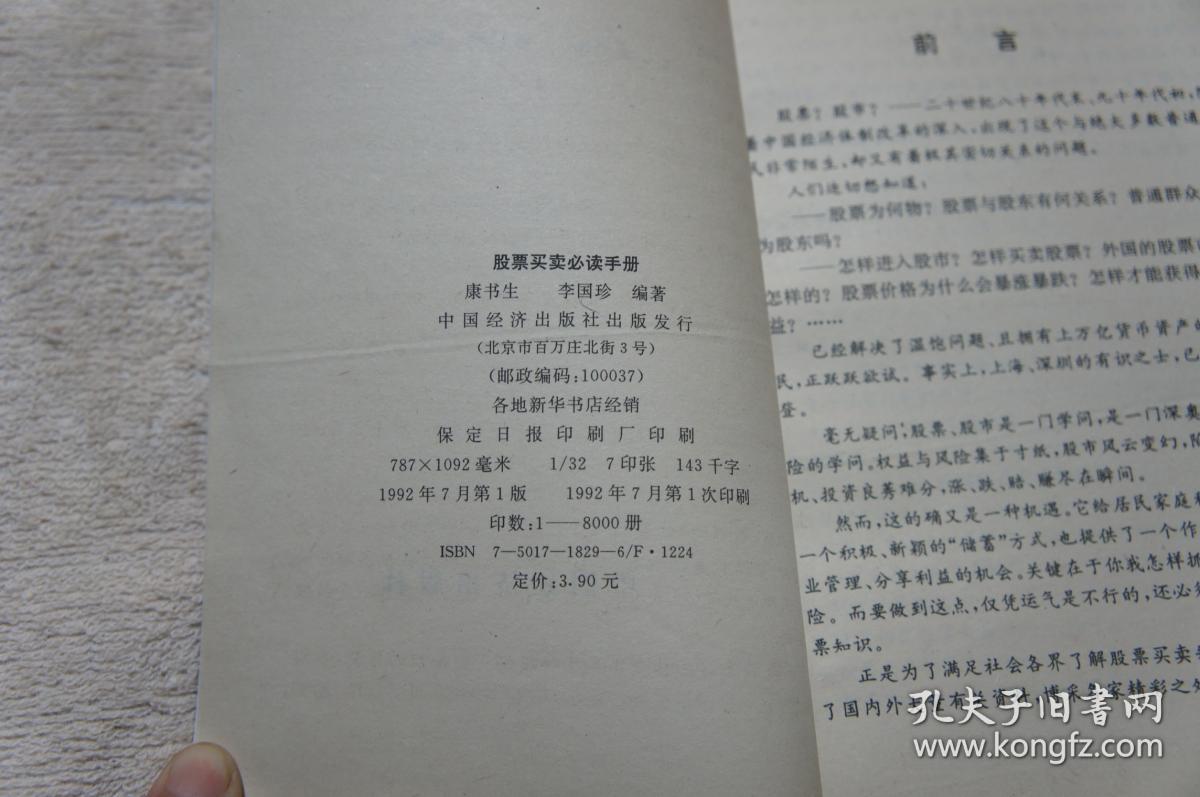 股票买卖必读手册
康书生 李国珍 编著
中国经济出版社出版发行
(北京市百万庄北街3号)
(邮政编码:100037)
各地新华书店经销
保定日报印刷厂印刷
787×1092毫米 1/32 7印张 143千字
1992年7月第1版 1992年7月第1次印刷
印数:1——8000册
ISBN 7—5017—1829—6/F·1224
定价:3.90元
前言
股票?股市?——二十世纪八十年代末、九十年代初,
着中国经济体制改革的深入,出现了这个与绝大多数普通
民非常陌生,却又有着极其密切关系的问题。
人们迫切想知道:
——股票为何物?股票与股东有何关系?普通群众
为股东吗?
——怎样进入股市?怎样买卖股票?外国的股票
怎样的?股票价格为什么会暴涨暴跌?怎样才能获得
益?……
已经解决了温饱问题、且拥有上万亿货币资产的
民,正跃跃欲试。事实上,上海、深圳的有识之士,已
登。
毫无疑问,股票、股市是一门学问,是一门深奥
险的学问。权益与风险集于寸纸,股市风云变幻,
机、投资良莠难分,涨、跌、赔、赚尽在瞬间。
然而,这的确又是一种机遇。它给居民家庭
一个积极、新颖的“储蓄”方式,也提供了一个作
业管理、分享利益的机会。关键在于你我怎样抓
险。而要做到这点,仅凭运气是不行的,还必须
票知识。
正是为了满足社会各界了解股票买卖
了国内外 有关资料,博采各家精彩之处
孔夫子旧书网
www.kongfz.com